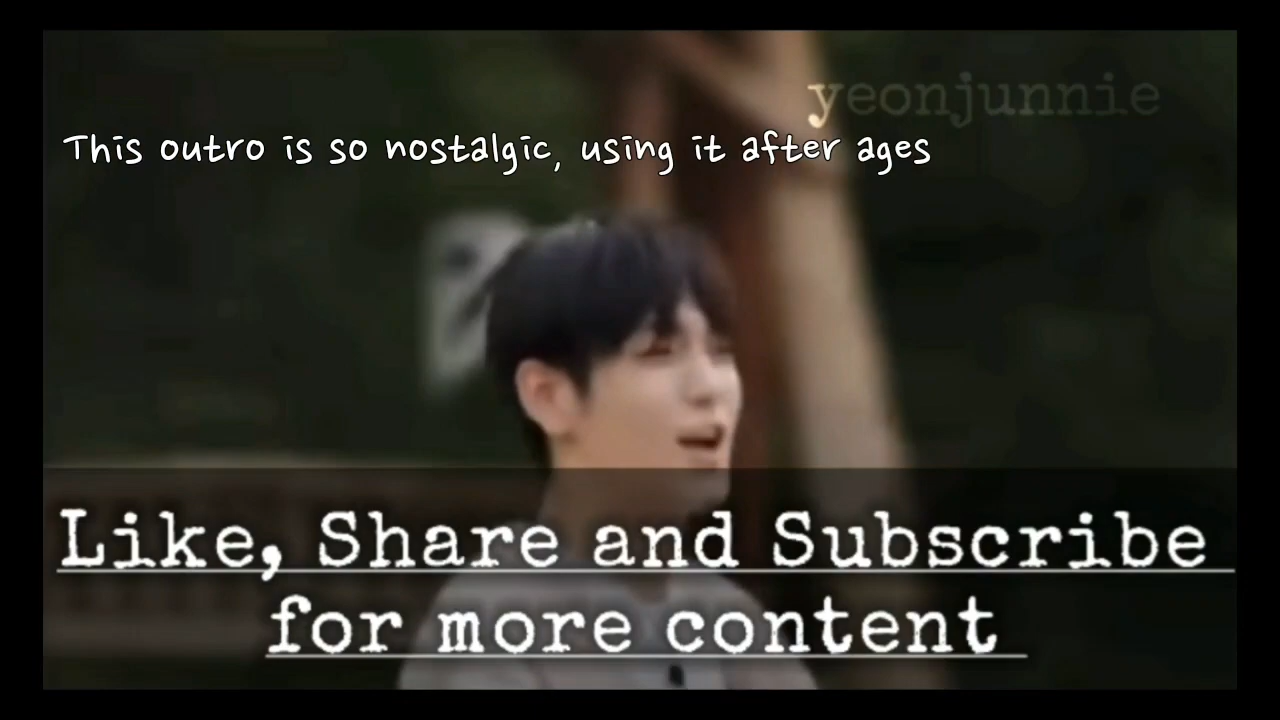 yeonjunnie
This outro is so nostalgic, using it after ages
Like, Share and Subscribe
for more content